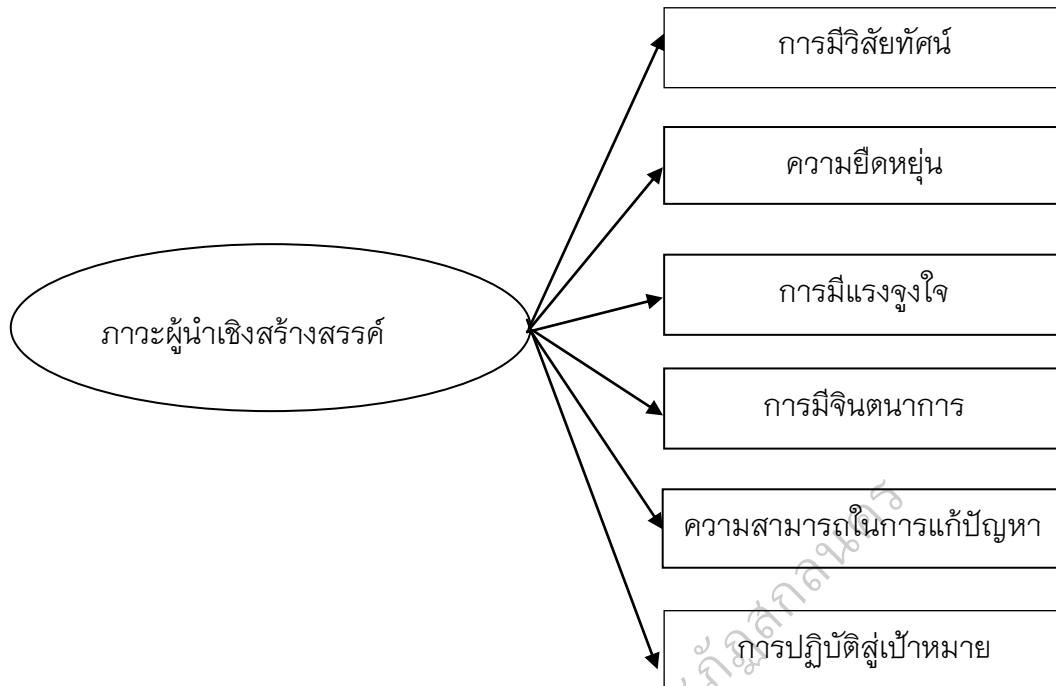 การมีวิสัยทัศน์
ความยืดหยุ่น
การมีแรงจูงใจ
ภาวะผู้นำเชิงสร้างสรรค์
การมีจินตนาการ
ความสามารถในการแก้ปัญหา
การปฏิบัติสู่เป้าหมาย